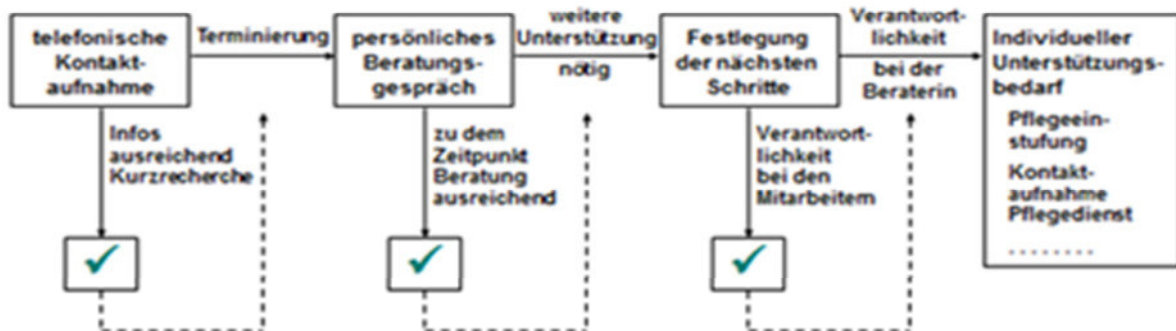 telefonische
Kontakt-
aufnahme
Terminierung
persönliches
Beratungs-
gespräch
weitere
Unterstützung
nötig
Festlegung
der nächsten
Schritte
Verantwort-
lichkeit
bei der
Beraterin
Individueller
Unterstützungs-
bedarf
Pflegeein-
stufung
Kontakt-
aufnahme
Pflegedienst
. . . . . . . .
Infos
ausreichend
Kurzrecherche
zu dem
Zeitpunkt
Beratung
ausreichend
Verantwort-
lichkeit
bei den
Mitarbeitern